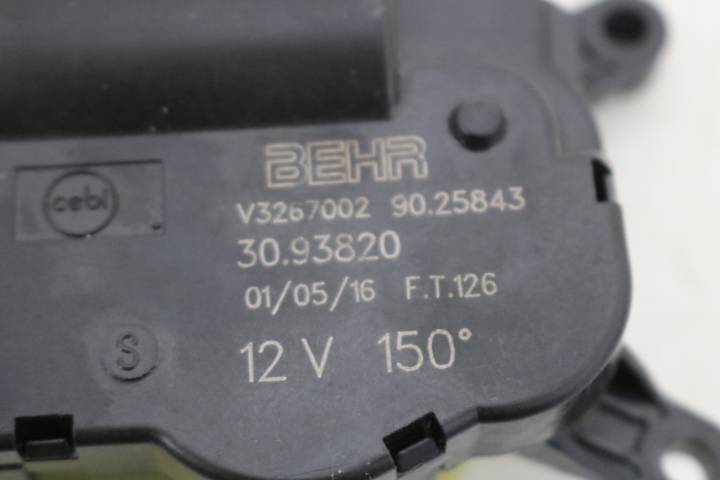 BEHR
cebi
V3267002 90.25843
30.93820
01/05/16 F.T.126
S
12 V 150°